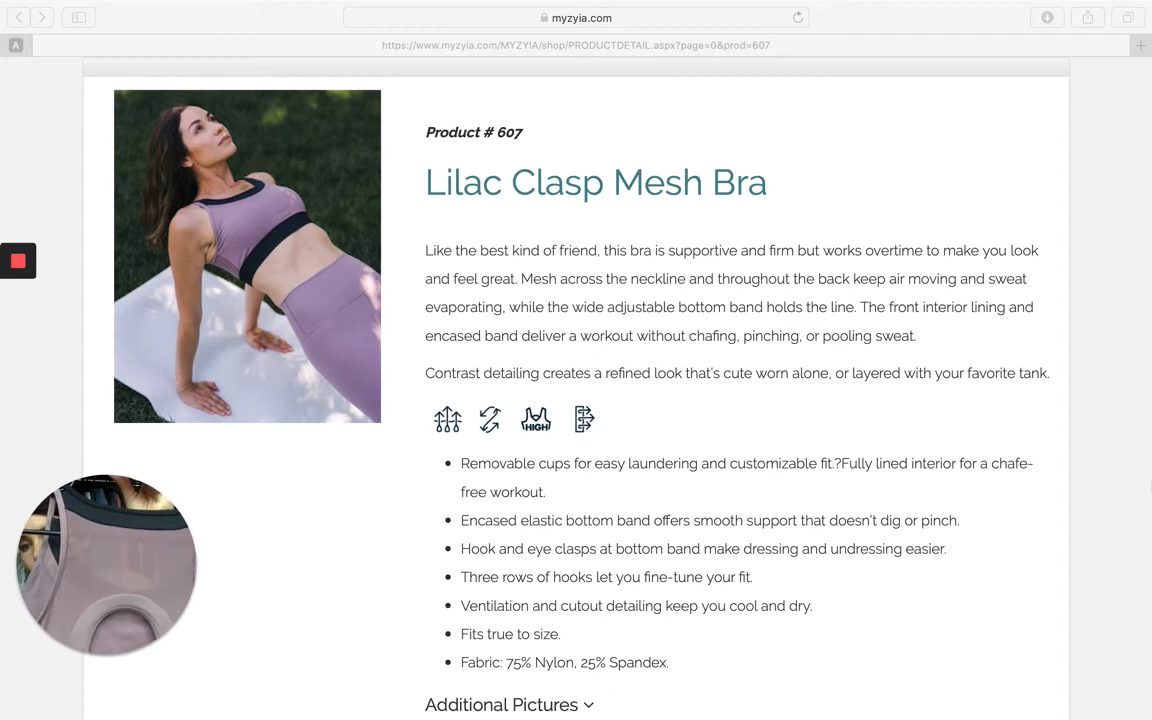 myzyia.com
A
https://www.myzyia.com/MYZYIA/shop/PRODUCTDETAIL.aspx?page=0&prod=607
Product # 607
Lilac Clasp Mesh Bra
Like the best kind of friend, this bra is supportive and firm but works overtime to make you look
and feel great. Mesh across the neckline and throughout the back keep air moving and sweat
evaporating, while the wide adjustable bottom band holds the line. The front interior lining and
encased band deliver a workout without chafing, pinching, or pooling sweat.
Contrast detailing creates a refined look that's cute worn alone, or layered with your favorite tank.
HIGH
• Removable cups for easy laundering and customizable fit.?Fully lined interior for a chafe-
free workout.
• Encased elastic bottom band offers smooth support that doesn't dig or pinch.
• Hook and eye clasps at bottom band make dressing and undressing easier.
• Three rows of hooks let you fine-tune your fit.
• Ventilation and cutout detailing keep you cool and dry.
• Fits true to size.
• Fabric: 75% Nylon, 25% Spandex.
Additional Pictures